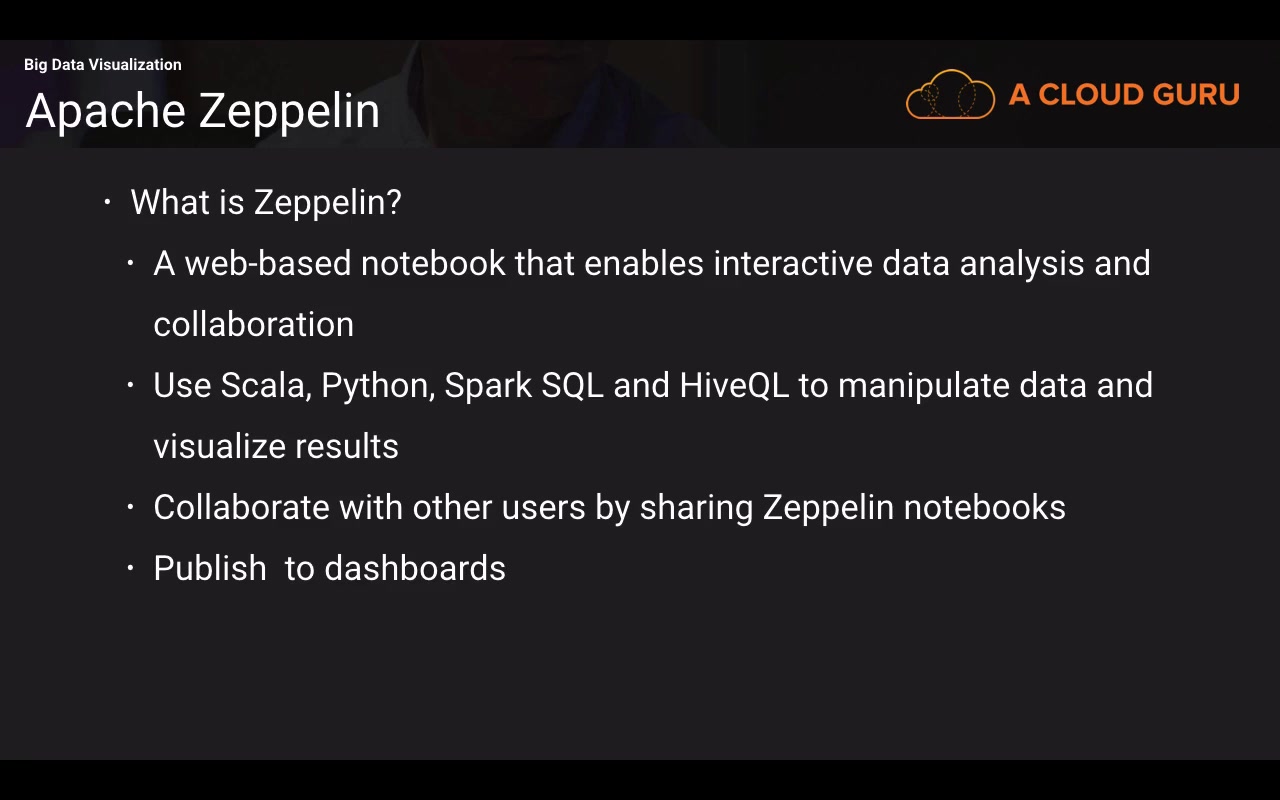 Big Data Visualization
Apache Zeppelin
A CLOUD GURU
• What is Zeppelin?
• A web-based notebook that enables interactive data analysis and
collaboration
• Use Scala, Python, Spark SQL and HiveQL to manipulate data and
visualize results
• Collaborate with other users by sharing Zeppelin notebooks
• Publish  to dashboards